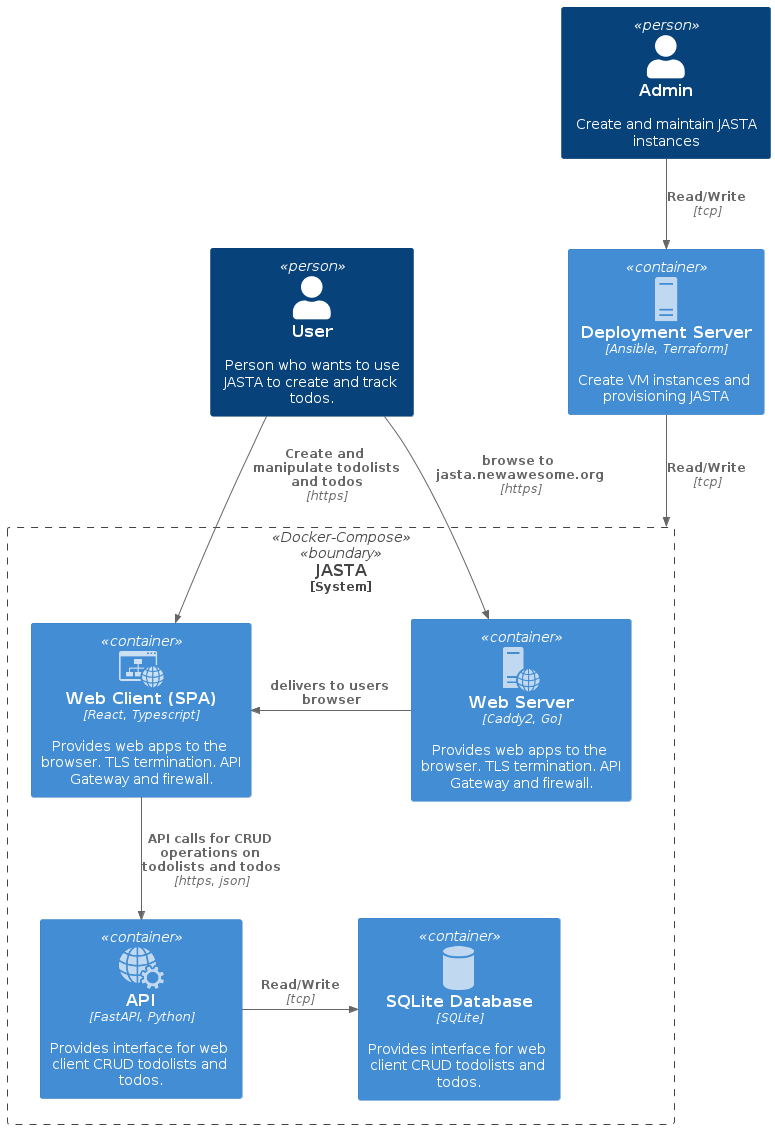 «person»
Admin
Create and maintain JASTA
instances
Read/Write
[tcp]
«container»
Deployment Server
[Ansible, Terraform]
Create VM instances and
provisioning JASTA
Read/Write
[tcp]
«person»
User
Person who wants to use
JASTA to create and track
todos.
Create and
manipulate todolists
and todos
[https]
browse to
jasta.newawesome.org
[https]
«Docker-Compose»
«boundary»
JASTA
[System]
«container»
Web Client (SPA)
[React, Typescript]
Provides web apps to the
browser. TLS termination. API
Gateway and firewall.
delivers to users
browser
«container»
Web Server
[Caddy2, Go]
Provides web apps to the
browser. TLS termination. API
Gateway and firewall.
API calls for CRUD
operations on
todolists and todos
[https, json]
«container»
API
[FastAPI, Python]
Provides interface for web
client CRUD todolists and
todos.
Read/Write
[tcp]
«container»
SQLite Database
[SQLite]
Provides interface for web
client CRUD todolists and
todos.